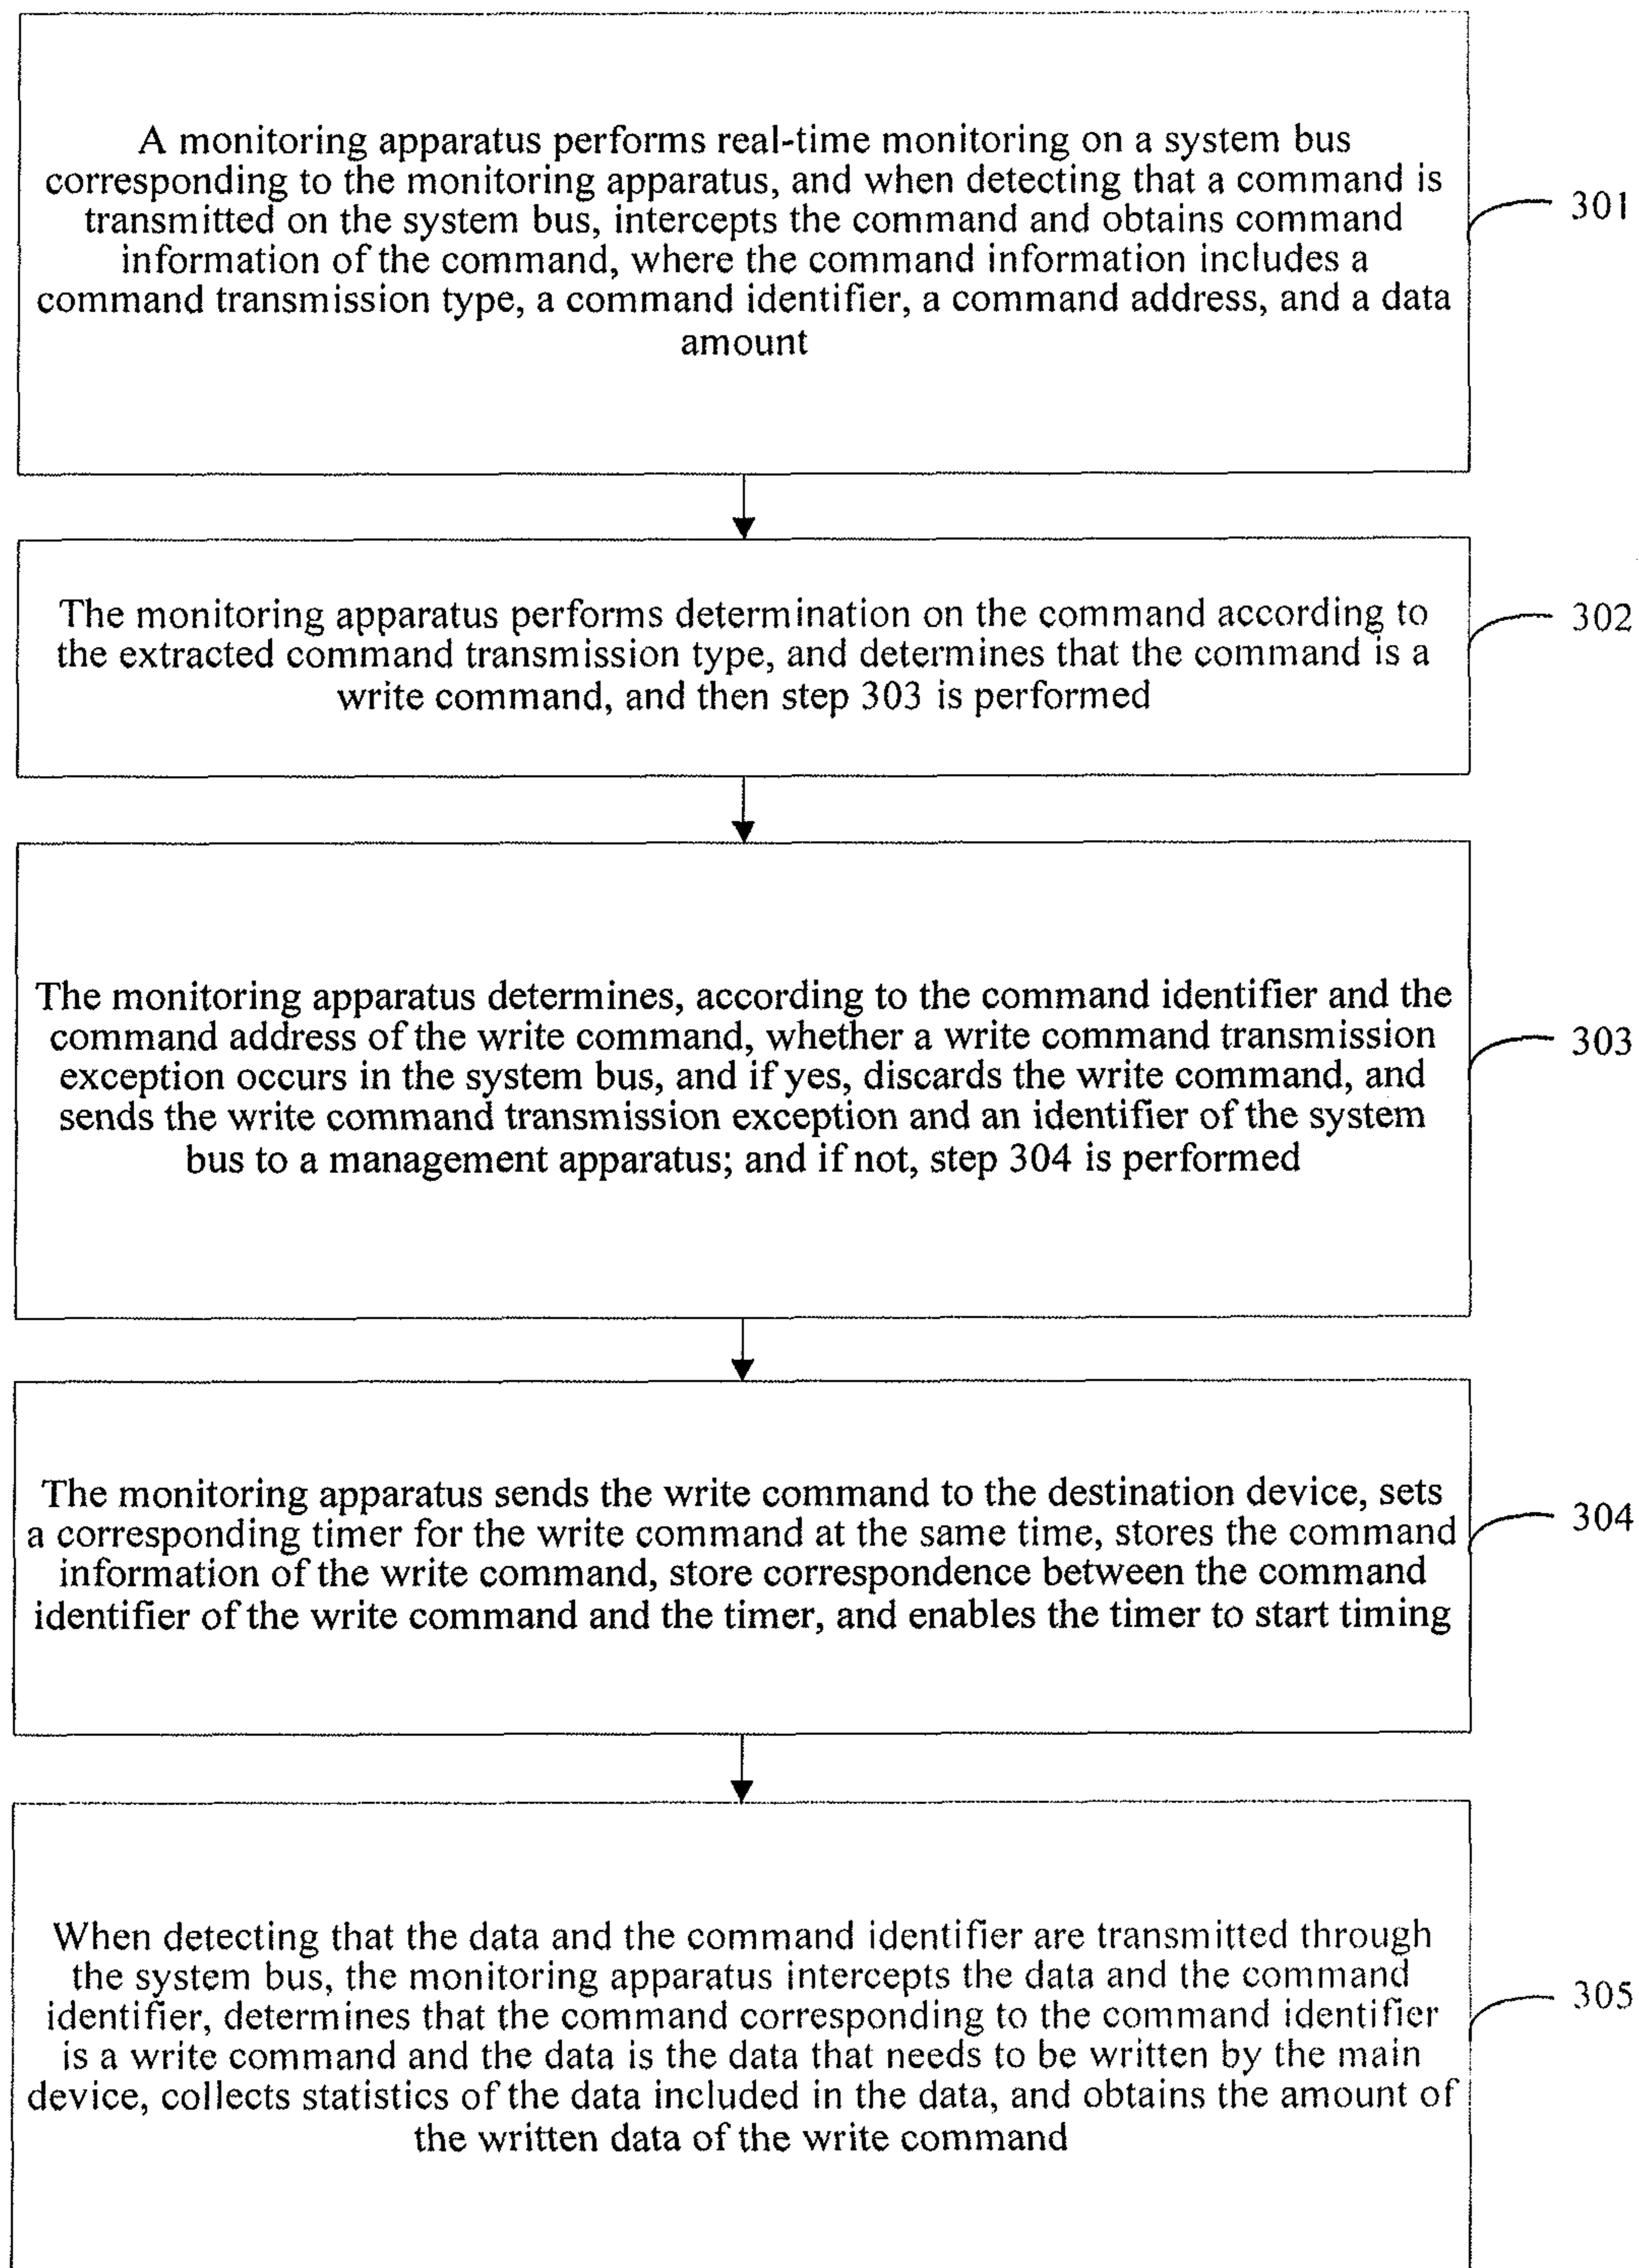 A monitoring apparatus performs real-time monitoring on a system bus
corresponding to the monitoring apparatus, and when detecting that a command is
transmitted on the system bus, intercepts the command and obtains command
information of the command, where the command information includes a
command transmission type, a command identifier, a command address, and a data
amount
301
The monitoring apparatus performs determination on the command according to
the extracted command transmission type, and determines that the command is a
write command, and then step 303 is performed
302
The monitoring apparatus determines, according to the command identifier and the
command address of the write command, whether a write command transmission
exception occurs in the system bus, and if yes, discards the write command, and
sends the write command transmission exception and an identifier of the system
bus to a management apparatus; and if not, step 304 is performed
303
The monitoring apparatus sends the write command to the destination device, sets
a corresponding timer for the write command at the same time, stores the command
information of the write command, store correspondence between the command
identifier of the write command and the timer, and enables the timer to start timing
304
When detecting that the data and the command identifier are transmitted through
the system bus, the monitoring apparatus intercepts the data and the command
identifier, determines that the command corresponding to the command identifier
is a write command and the data is the data that needs to be written by the main
device, collects statistics of the data included in the data, and obtains the amount of
the written data of the write command
305